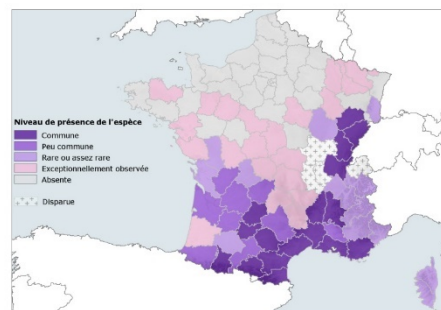 Niveau de présence de l'espèce
Commune
Peu commune
Rare ou assez rare
Exceptionnellement observée
Absente
Disparue